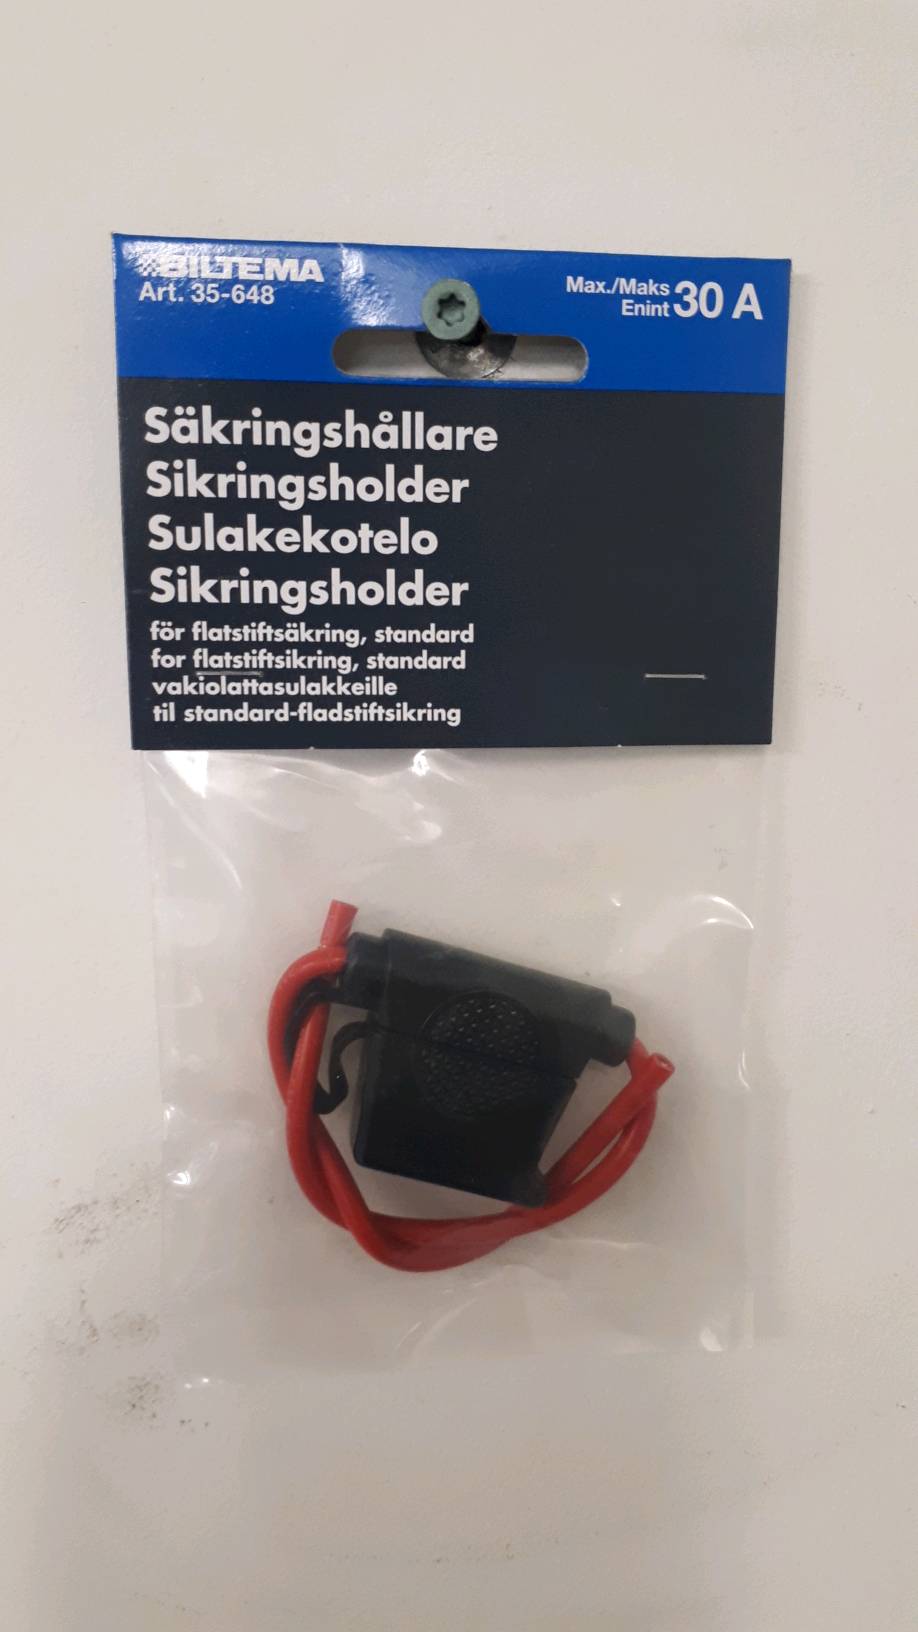 BILTEMA
Art. 35-648
Max./Maks
Enint 30 A
Säkringshållare
Sikringsholder
Sulakekotelo
Sikringsholder
för flatstiftsäkring, standard
for flatstiftsikring, standard
vakiolattasulakkeille
til standard-fladstiftsikring